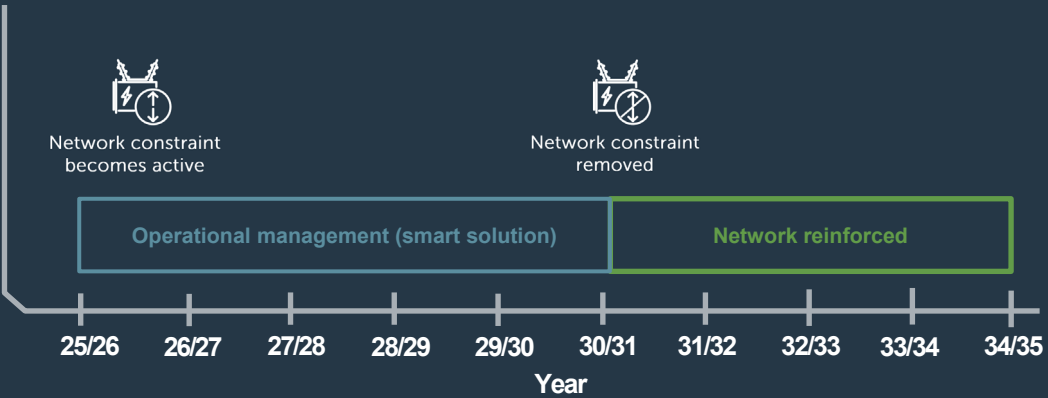 Network constraint
becomes active
Network constraint
removed
Operational management (smart solution)
Network reinforced
25/26 26/27 27/28 28/29 29/30 30/31 31/32 32/33 33/34 34/35
Year